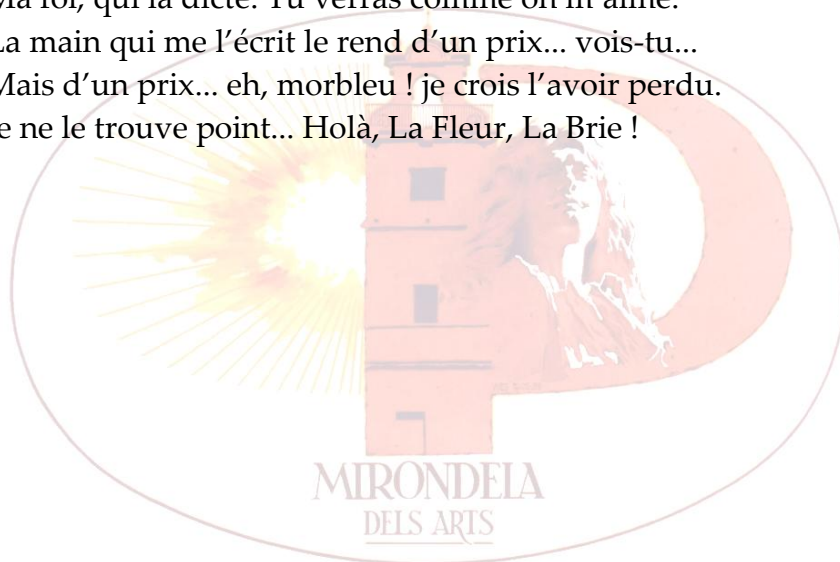 Ma foi, qui l'a dicté. Tu verras comme on m'aime.
La main qui me l'écrit le rend d'un prix... vois-tu...
Mais d'un prix... eh, morbleu ! je crois l'avoir perdu.
e ne le trouve point... Holà, La Fleur, La Brie !
MIRONDELA
DELS ARTS